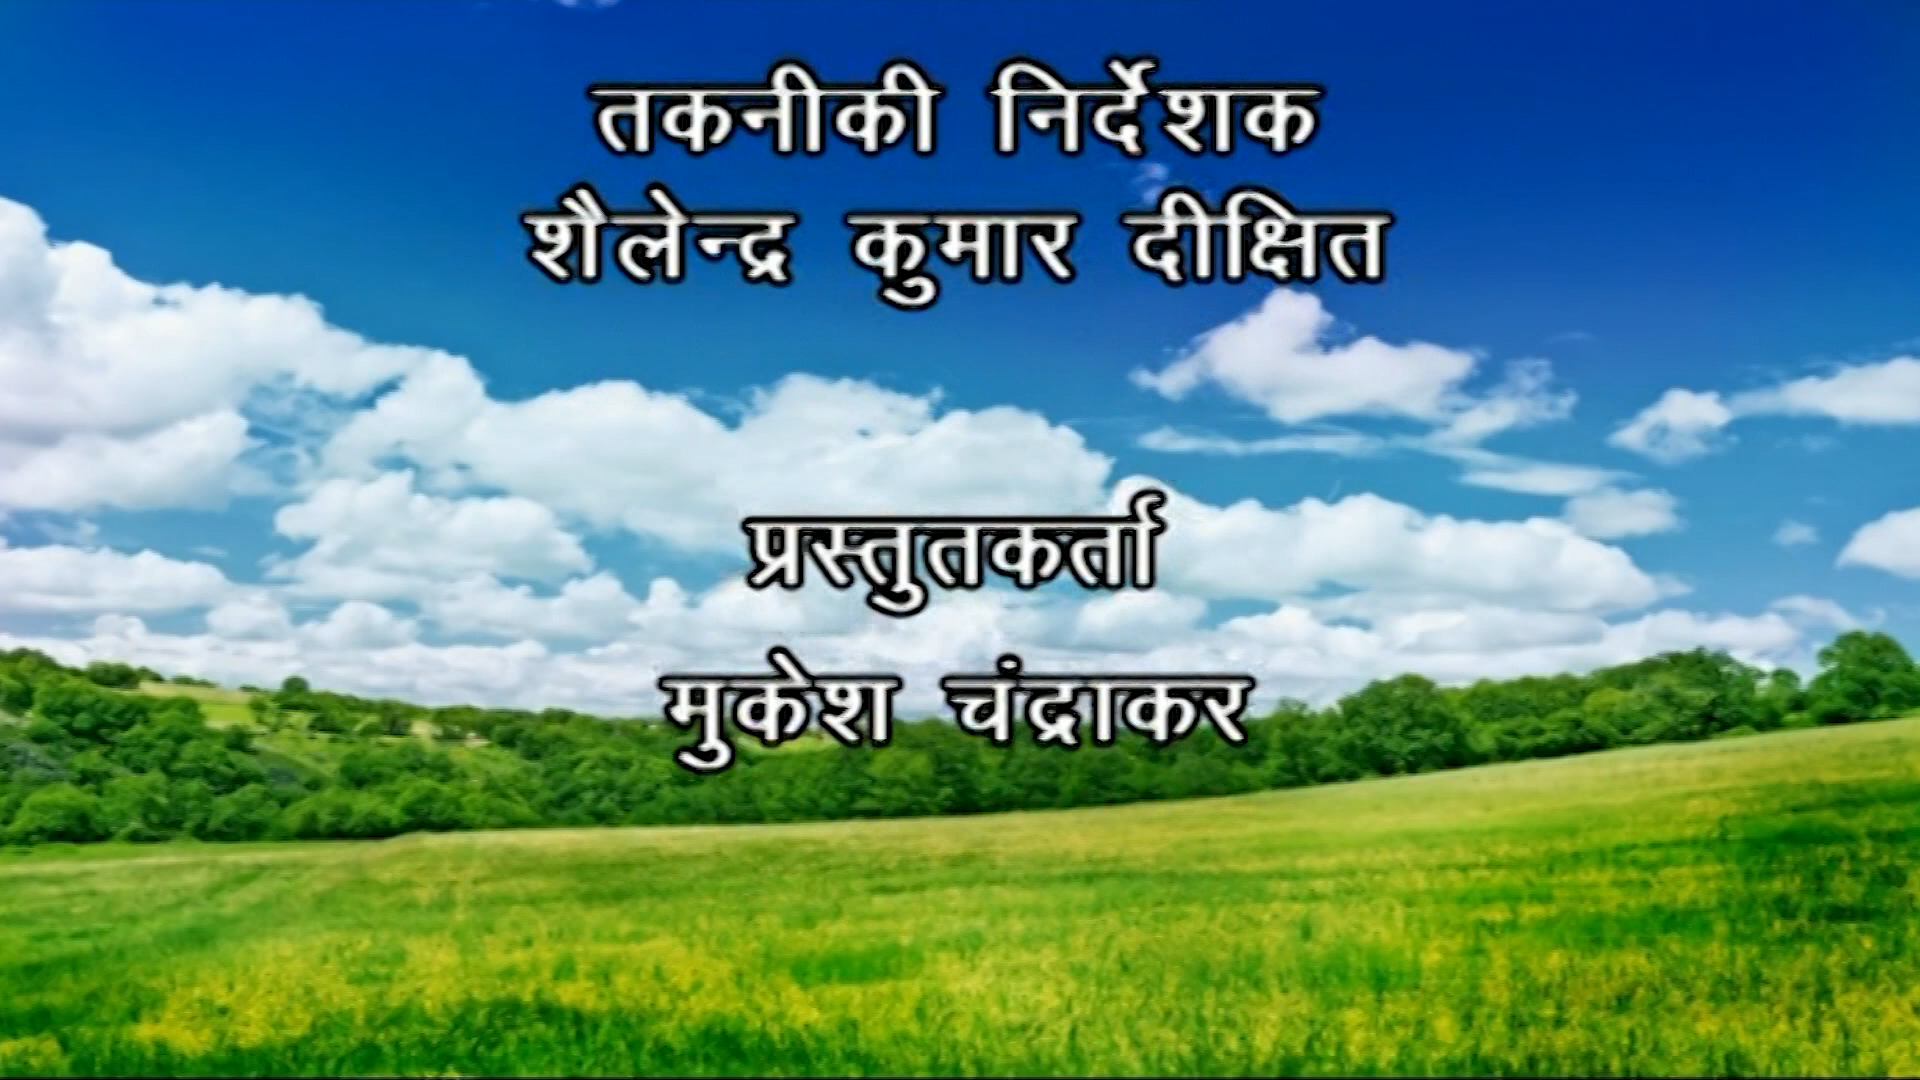 तकनीकी निर्देशक
शैलेन्द्र कुमार दीक्षित
प्रस्तुतकर्ता
मुकेश चंद्राकर